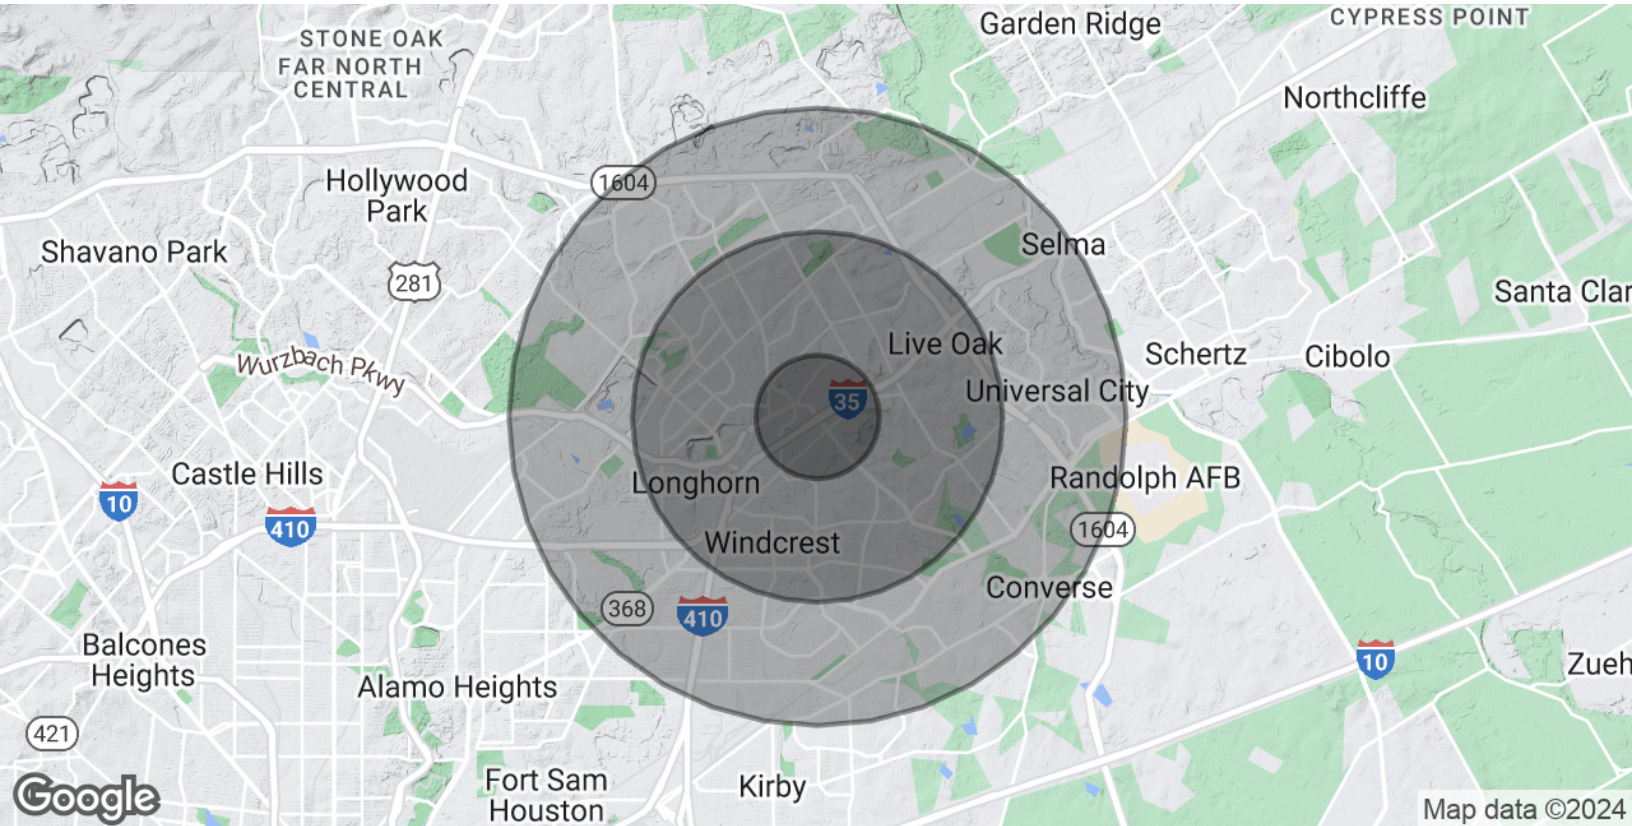 Garden Ridge
CYPRESS POINT
STONE OAK
FAR NORTH
CENTRAL
Northcliffe
Hollywood
Park
1604
Shavano Park
Selma
281
Santa Clar
Live Oak
Schertz
Cibolo
Wurzbach Pkwy
Universal City
35
Castle Hills
Longhorn
Randolph AFB
10
410
1604
Windcrest
Converse
368
410
Balcones
Heights
10
Zueh
Alamo Heights
421
Fort Sam
Houston
Kirby
Google
Map data ©2024